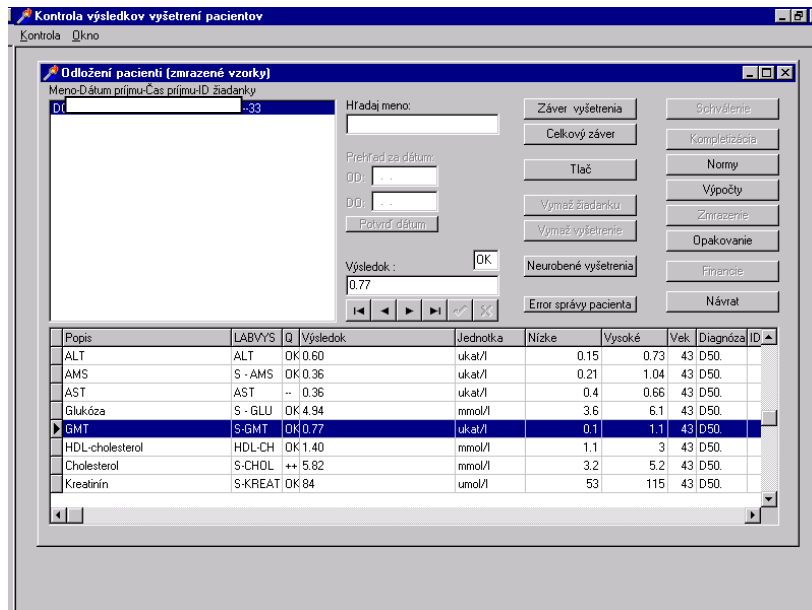 Kontrola výsledkov vyšetrení pacientov
Kontrola Okno
Odložení pacienti (zmrazené vzorky)
Meno-Dátum príjmu-Čas príjmu-ID žiadanky
--33
Hľadaj meno:
Prehľad za dátum:
OD: . .
DO: . .
Potvrď dátum
Výsledok : OK
0.77
Záver vyšetrenia
Celkový záver
Tlač
Vymaž žiadanku
Vymaž vyšetrenie
Neurobené vyšetrenia
Error správy pacienta
Schválenie
Kompletizácia
Normy
Výpočty
Zmrazenie
Opakovanie
Financie
Návrat
Popis LABVYS Q Výsledok Jednotka Nízke Vysoké Vek Diagnóza ID
ALT ALT OK 0.60 ukat/l 0.15 0.73 43 D50.
AMS S - AMS OK 0.36 ukat/l 0.21 1.04 43 D50.
AST AST -- 0.36 ukat/l 0.4 0.66 43 D50.
Glukóza S - GLU OK 4.94 mmol/l 3.6 6.1 43 D50.
GMT S-GMT OK 0.77 ukat/l 0.1 1.1 43 D50.
HDL-cholesterol HDL-CH OK 1.40 mmol/l 1.1 3 43 D50.
Cholesterol S-CHOL ++ 5.82 mmol/l 3.2 5.2 43 D50.
Kreatinín S-KREAT OK 84 umol/l 53 115 43 D50.